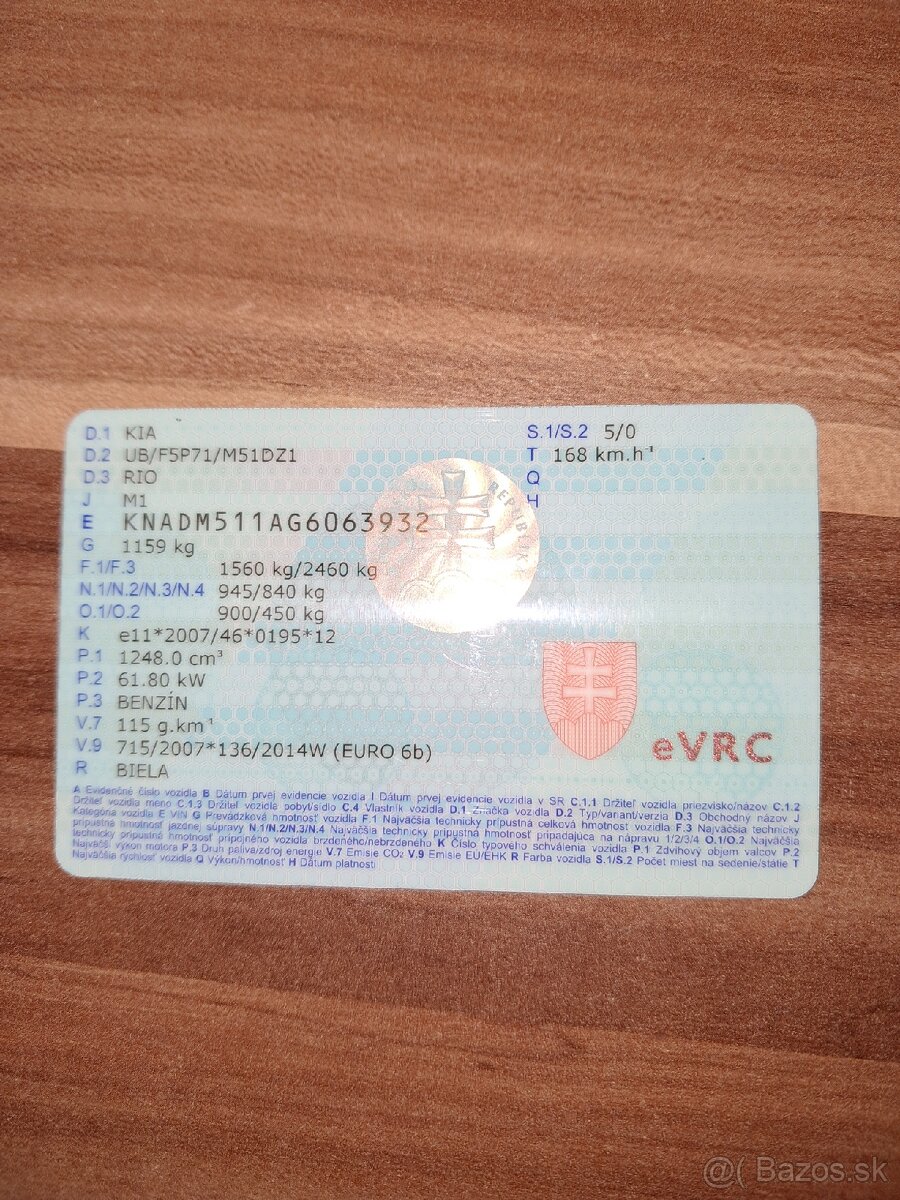 D.1 KIA
D.2 UB/F5P71/M51DZ1
D.3 RIO
J M1
E KNADM511AG6063932
G 1159 kg
F.1/F.3 1560 kg/2460 kg
N.1/N.2/N.3/N.4 945/840 kg
O.1/O.2 900/450 kg
K e11*2007/46*0195*12
P.1 1248.0 cm³
P.2 61.80 kW
P.3 BENZÍN
V.7 115 g.km⁻¹
V.9 715/2007*136/2014W (EURO 6b)
R BIELA
S.1/S.2 5/0
T 168 km.h⁻¹
Q
H
REPUBLIK
eVRC
A Evidenčné číslo vozidla B Dátum prvej evidencie vozidla I Dátum prvej evidencie vozidla v SR C.1.1 Držiteľ vozidla priezvisko/názov C.1.2
Držiteľ vozidla meno C.1.3 Držiteľ vozidla pobyt/sídlo C.4 Vlastník vozidla D.1 Značka vozidla D.2 Typ/variant/verzia D.3 Obchodný názov J
Kategória vozidla E VIN G Prevádzková hmotnosť vozidla F.1 Najväčšia technicky prípustná celková hmotnosť vozidla F.3 Najväčšia technicky
prípustná hmotnosť jazdnej súpravy N.1/N.2/N.3/N.4 Najväčšia technicky prípustná hmotnosť pripadajúca na nápravu 1/2/3/4 O.1/O.2 Najväčšia
technicky prípustná hmotnosť prípojného vozidla brzdeného/nebrzdeného K Číslo typového schválenia vozidla P.1 Zdvihový objem valcov P.2
Najväčší výkon motora P.3 Druh paliva/zdroj energie V.7 Emisie CO₂ V.9 Emisie EU/EHK R Farba vozidla S.1/S.2 Počet miest na sedenie/státie T
Najväčšia rýchlosť vozidla Q Výkon/hmotnosť H Dátum platnosti
@( Bazos.sk